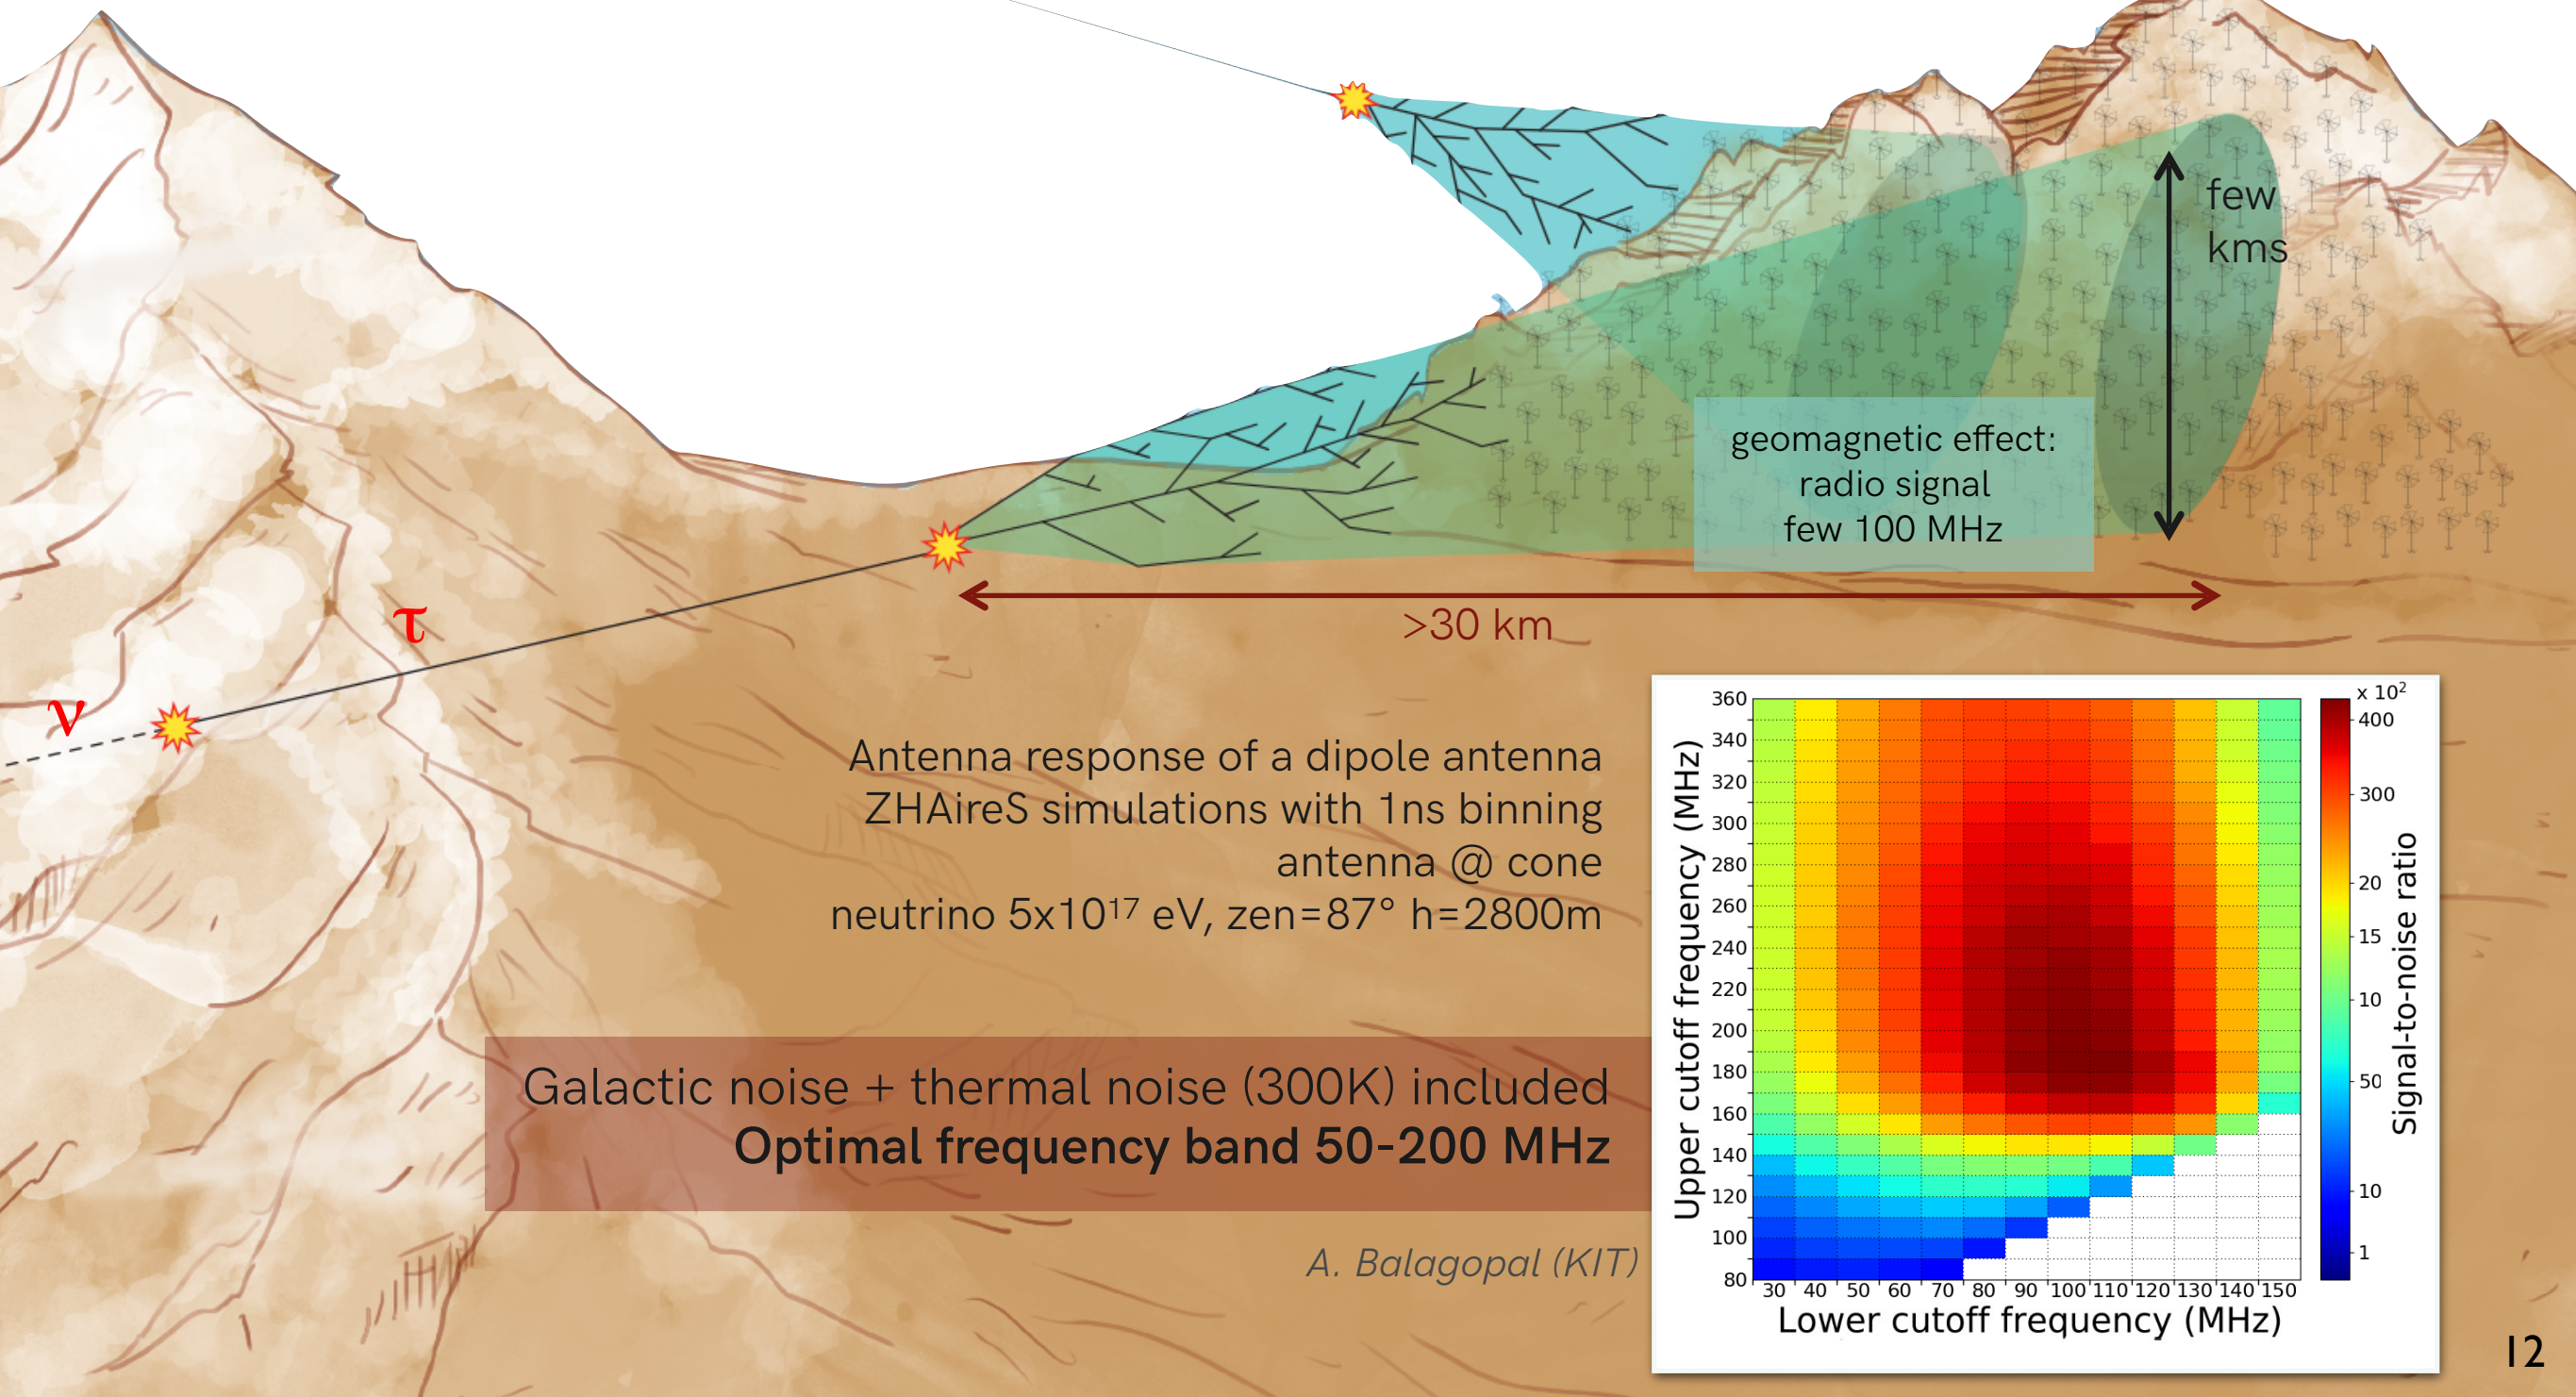 few
kms
geomagnetic effect:
radio signal
few 100 MHz
τ
>30 km
ν
Antenna response of a dipole antenna
ZHAireS simulations with 1ns binning
antenna @ cone
neutrino 5x10¹⁷ eV, zen=87° h=2800m
Galactic noise + thermal noise (300K) included
Optimal frequency band 50-200 MHz
A. Balagopal (KIT)
Upper cutoff frequency (MHz)
360
340
320
300
280
260
240
220
200
180
160
140
120
100
80
30 40 50 60 70 80 90 100 110 120 130 140 150
Lower cutoff frequency (MHz)
x 10²
400
300
20
15
10
50
10
1
Signal-to-noise ratio
12